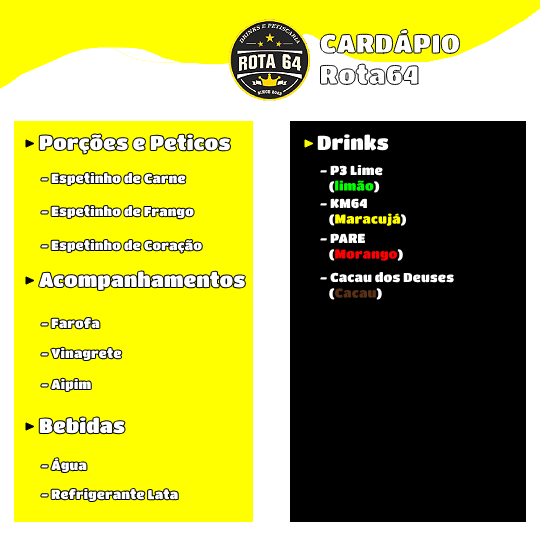 DRINKS E PETISCARIA
ROTA 64
SINCE 2023
CARDÁPIO
Rota64
Porções e Peticos
- Espetinho de Carne
- Espetinho de Frango
- Espetinho de Coração
Acompanhamentos
- Farofa
- Vinagrete
- Aipim
Bebidas
- Água
- Refrigerante Lata
Drinks
- P3 Lime
(limão)
- KM64
(Maracujá)
- PARE
(Morango)
- Cacau dos Deuses
(Cacau)